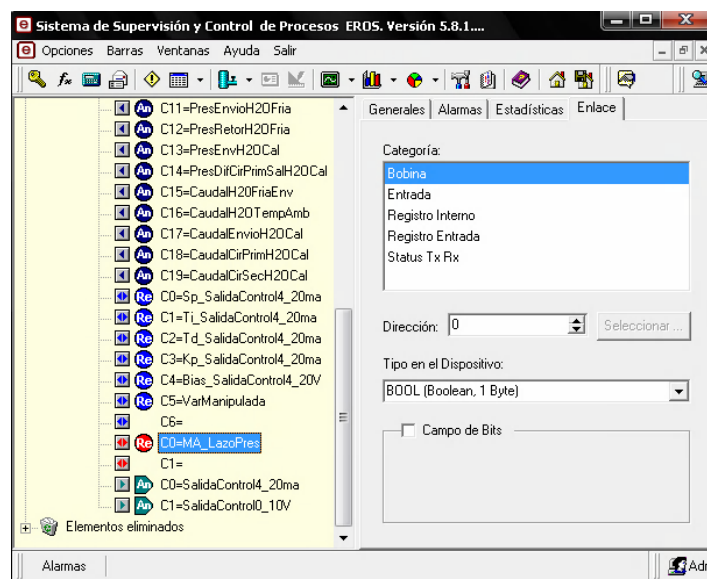 Sistema de Supervisión y Control de Procesos EROS. Versión 5.8.1....
Opciones Barras Ventanas Ayuda Salir
C11=PresEnvioH2OFria
C12=PresRetorH2OFria
C13=PresEnvH2OCal
C14=PresDifCirPrimSalH2OCal
C15=CaudalH2OFriaEnv
C16=CaudalH2OTempAmb
C17=CaudalEnvioH2OCal
C18=CaudalCirPrimH2OCal
C19=CaudalCirSecH2OCal
C0=Sp_SalidaControl4_20ma
C1=Ti_SalidaControl4_20ma
C2=Td_SalidaControl4_20ma
C3=Kp_SalidaControl4_20ma
C4=Bias_SalidaControl4_20V
C5=VarManipulada
C6=
C0=MA_LazoPres
C1=
C0=SalidaControl4_20ma
C1=SalidaControl0_10V
Elementos eliminados
Generales Alarmas Estadísticas Enlace
Categoría:
Bobina
Entrada
Registro Interno
Registro Entrada
Status Tx Rx
Dirección: 0 Seleccionar ...
Tipo en el Dispositivo:
BOOL (Boolean, 1 Byte)
Campo de Bits
Alarmas Adr